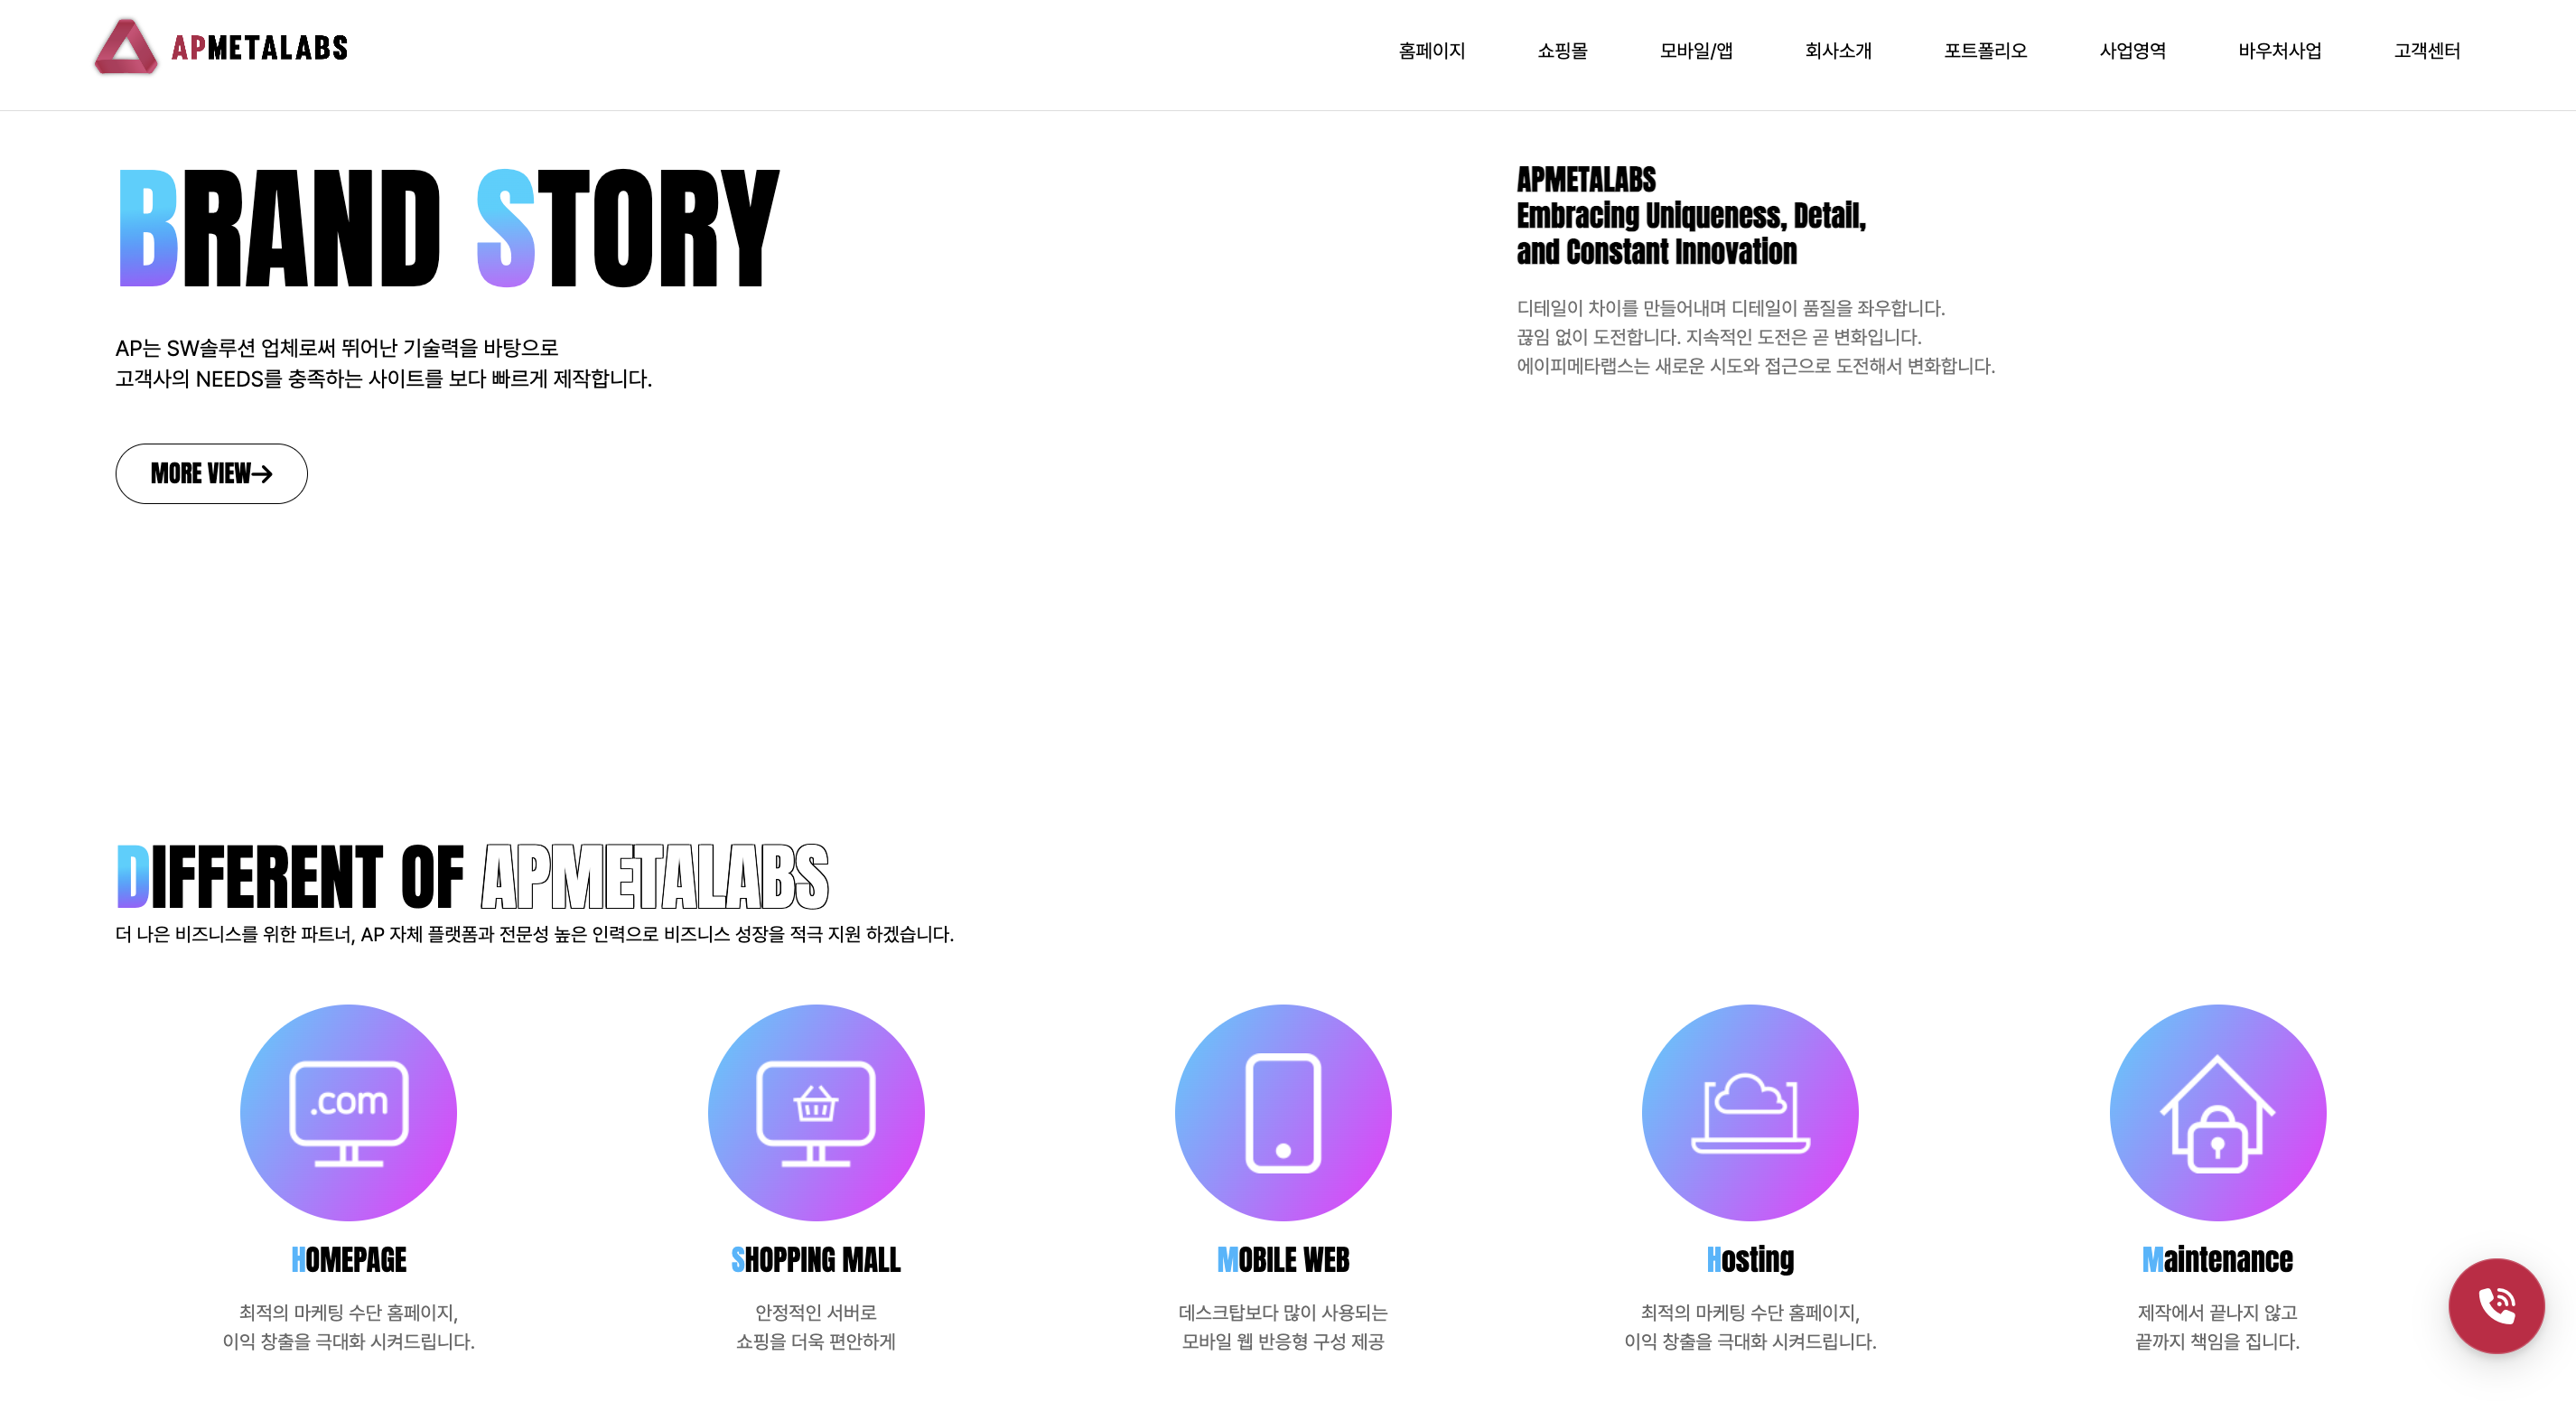 APMETALABS
홈페이지 쇼핑몰 모바일/앱 회사소개 포트폴리오 사업영역 바우처사업 고객센터
BRAND STORY
AP는 SW솔루션 업체로써 뛰어난 기술력을 바탕으로
고객사의 NEEDS를 충족하는 사이트를 보다 빠르게 제작합니다.
MORE VIEW→
APMETALABS
Embracing Uniqueness, Detail,
and Constant Innovation
디테일이 차이를 만들어내며 디테일이 품질을 좌우합니다.
끊임 없이 도전합니다. 지속적인 도전은 곧 변화입니다.
에이피메타랩스는 새로운 시도와 접근으로 도전해서 변화합니다.
DIFFERENT OF APMETALABS
더 나은 비즈니스를 위한 파트너, AP 자체 플랫폼과 전문성 높은 인력으로 비즈니스 성장을 적극 지원 하겠습니다.
.com
HOMEPAGE
최적의 마케팅 수단 홈페이지,
이익 창출을 극대화 시켜드립니다.
SHOPPING MALL
안정적인 서버로
쇼핑을 더욱 편안하게
MOBILE WEB
데스크탑보다 많이 사용되는
모바일 웹 반응형 구성 제공
Hosting
최적의 마케팅 수단 홈페이지,
이익 창출을 극대화 시켜드립니다.
Maintenance
제작에서 끝나지 않고
끝까지 책임을 집니다.